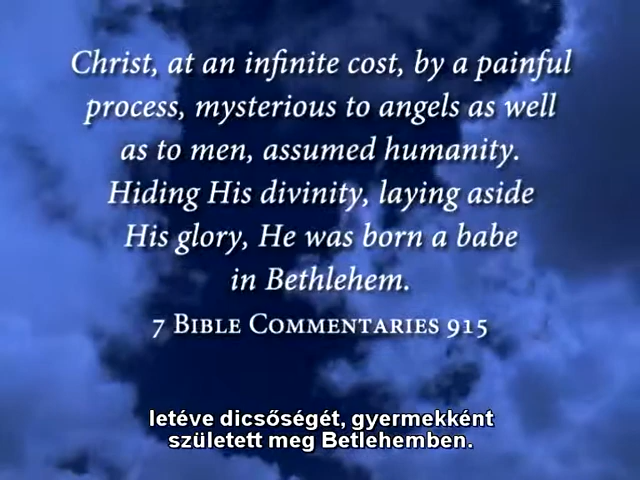 Christ, at an infinite cost, by a painful
process, mysterious to angels as well
as to men, assumed humanity.
Hiding His divinity, laying aside
His glory, He was born a babe
in Bethlehem.
7 Bible Commentaries 915
letéve dicsőségét, gyermekként
született meg Betlehemben.